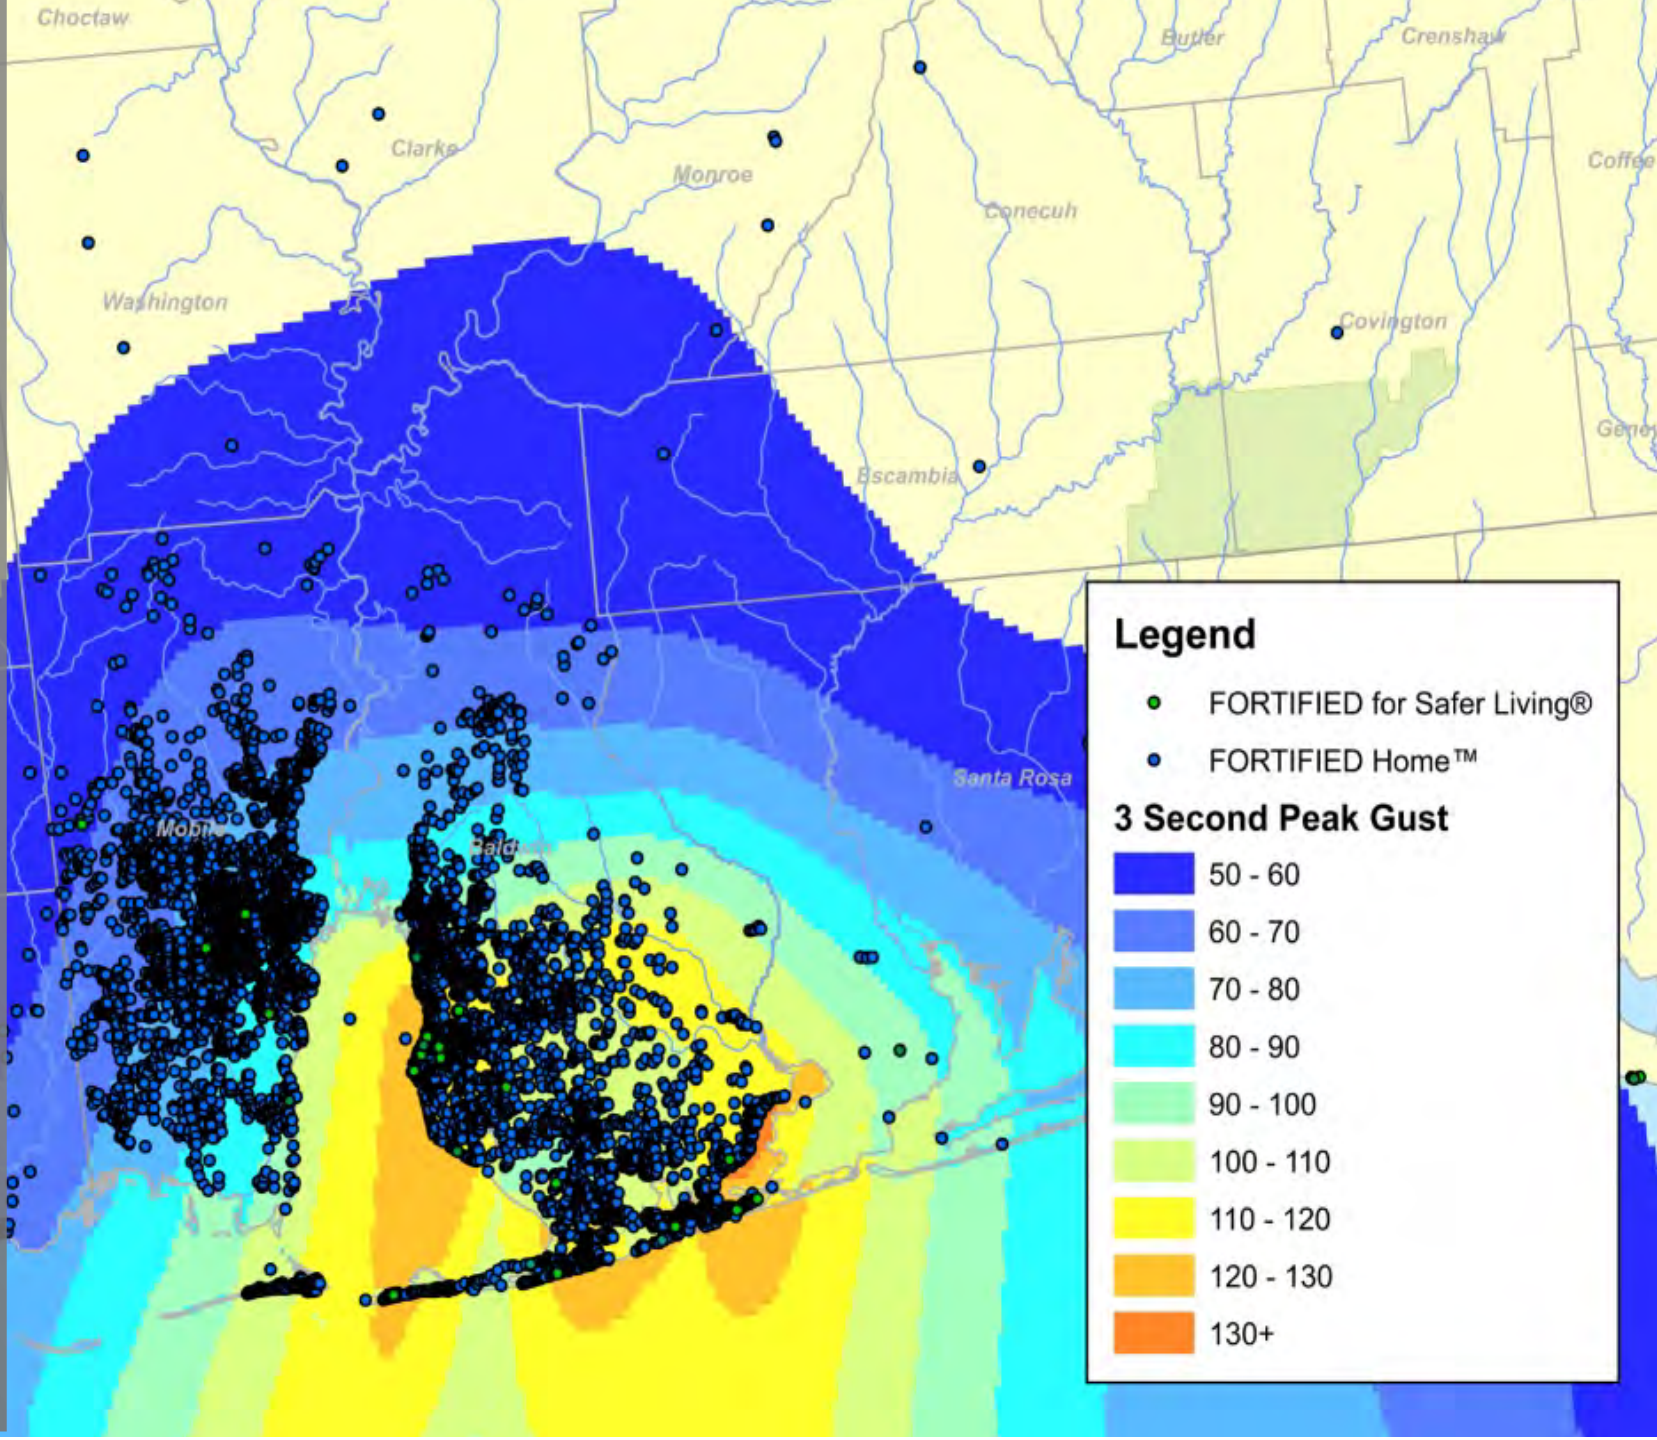 Choctaw
Butler
Crenshaw
Clarke
Monroe
Coffee
Conecuh
Washington
Covington
Escambia
Santa Rosa
Mobile
Baldwin
Legend
FORTIFIED for Safer Living®
FORTIFIED Home™
3 Second Peak Gust
50 - 60
60 - 70
70 - 80
80 - 90
90 - 100
100 - 110
110 - 120
120 - 130
130+